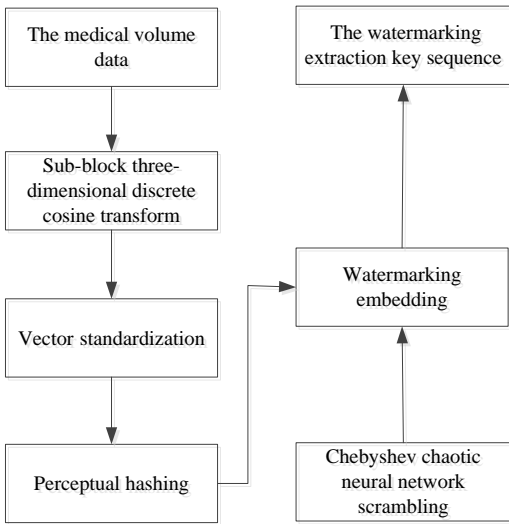 The medical volume
data
Sub-block three-
dimensional discrete
cosine transform
Vector standardization
Perceptual hashing
The watermarking
extraction key sequence
Watermarking
embedding
Chebyshev chaotic
neural network
scrambling